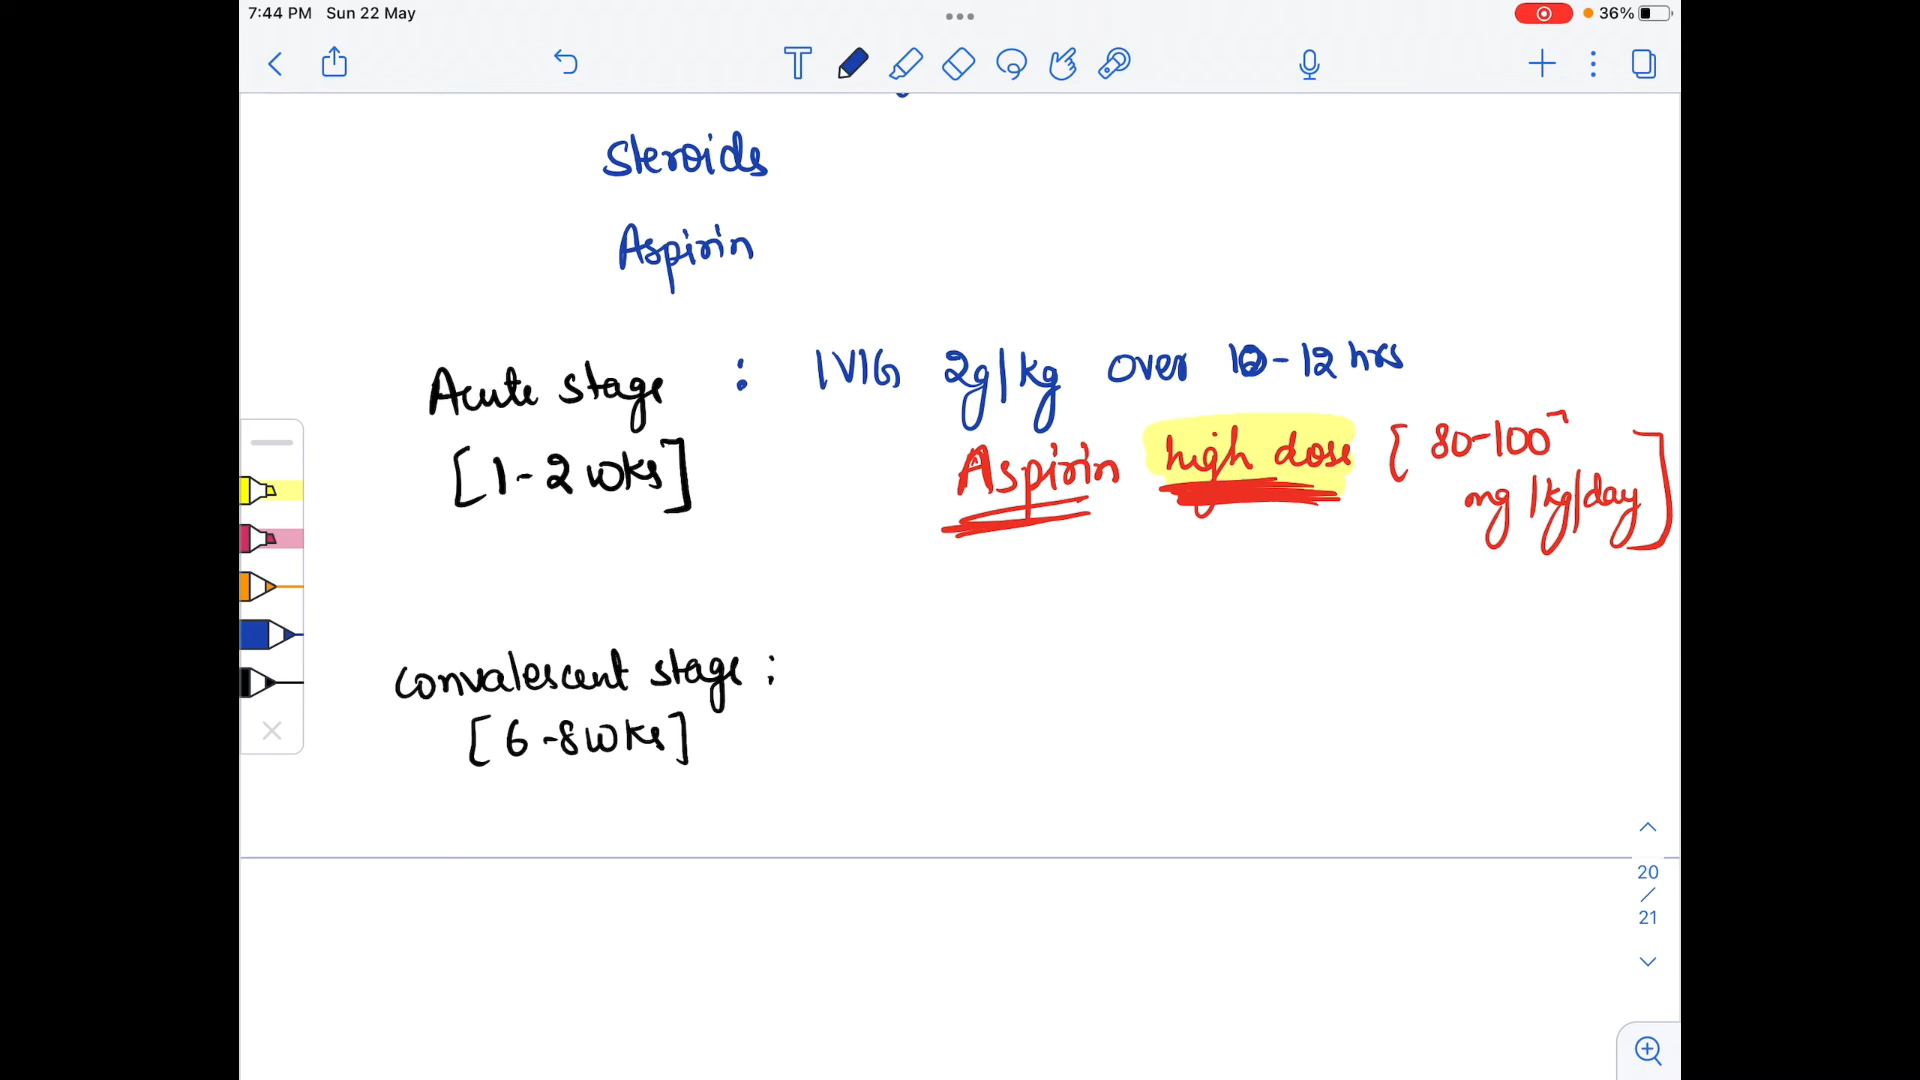 7:44 PM Sun 22 May
36%
Steroids
Aspirin
Acute stage : IVIG 2g/kg over 10-12 hrs
[1-2 wks] Aspirin high dose [80-100
mg/kg/day]
Convalescent stage :
[6-8 wks]
20
/
21